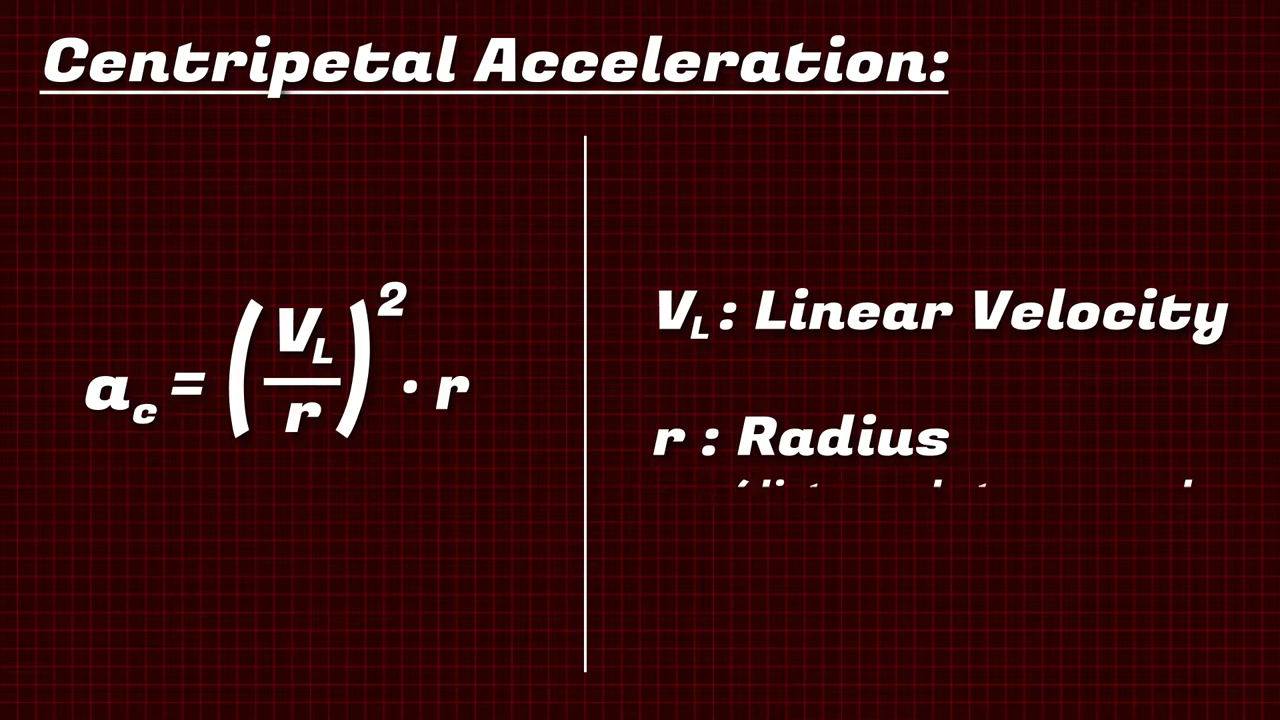 Centripetal Acceleration:
a_c = (V_L / r)^2 · r
V_L : Linear Velocity
r : Radius